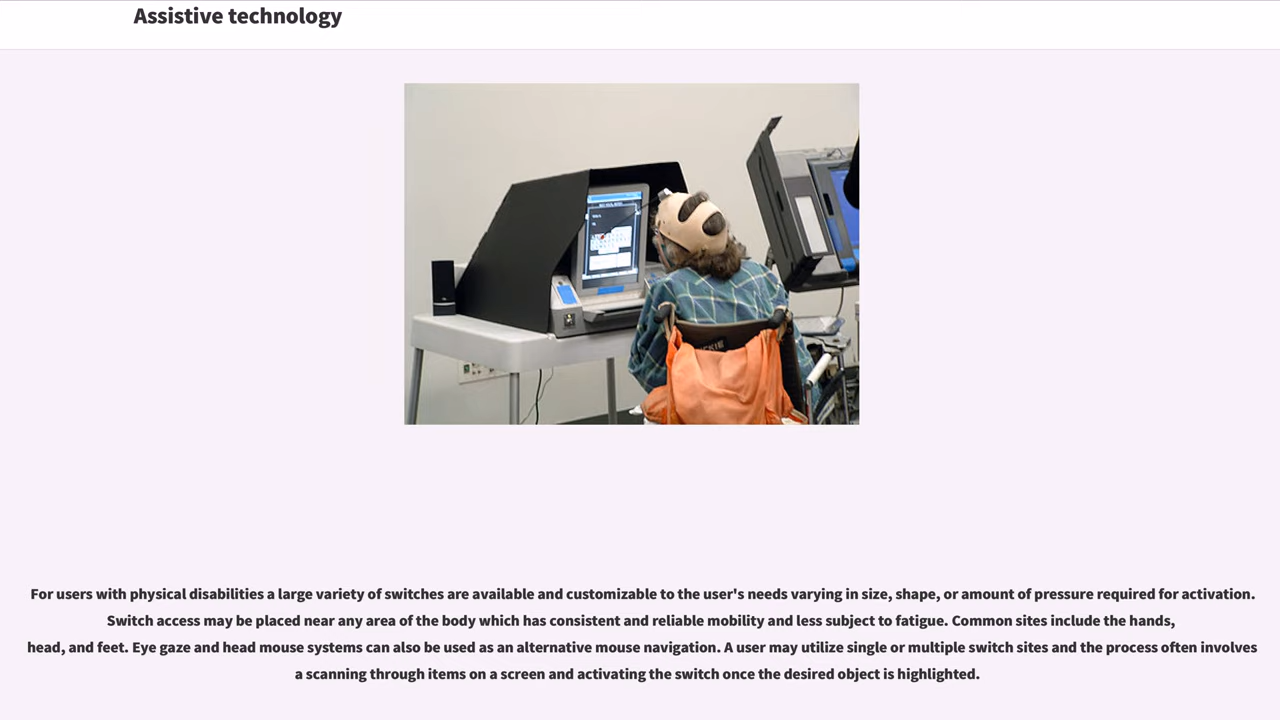 Assistive technology
For users with physical disabilities a large variety of switches are available and customizable to the user's needs varying in size, shape, or amount of pressure required for activation.
Switch access may be placed near any area of the body which has consistent and reliable mobility and less subject to fatigue. Common sites include the hands,
head, and feet. Eye gaze and head mouse systems can also be used as an alternative mouse navigation. A user may utilize single or multiple switch sites and the process often involves
a scanning through items on a screen and activating the switch once the desired object is highlighted.